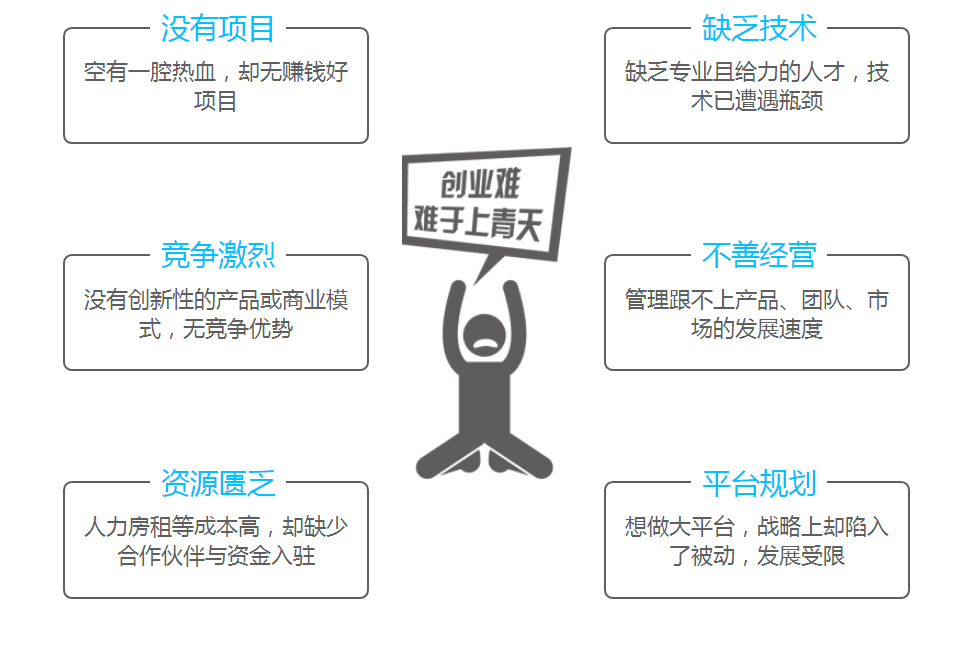 没有项目
空有一腔热血，却无赚钱好
项目
缺乏技术
缺乏专业且给力的人才，技
术已遭遇瓶颈
创业难
难于上青天
竞争激烈
没有创新性的产品或商业模
式，无竞争优势
不善经营
管理跟不上产品、团队、市
场的发展速度
资源匮乏
人力房租等成本高，却缺少
合作伙伴与资金入驻
平台规划
想做大平台，战略上却陷入
了被动，发展受限